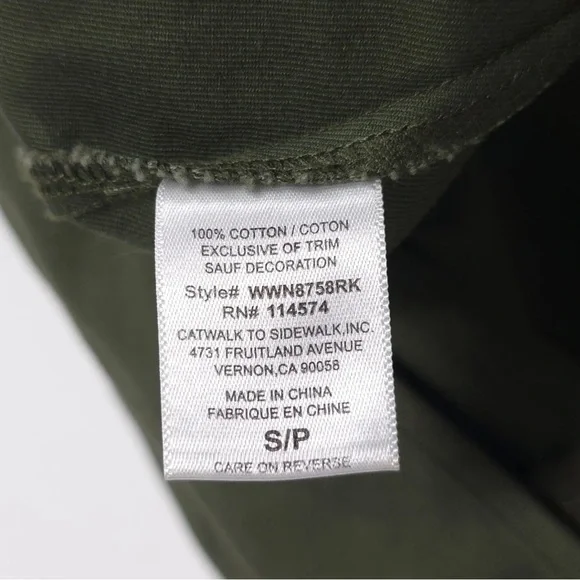 100% COTTON / COTON
EXCLUSIVE OF TRIM
SAUF DECORATION
Style# WWN8758RK
RN# 114574
CATWALK TO SIDEWALK,INC.
4731 FRUITLAND AVENUE
VERNON,CA 90058
MADE IN CHINA
FABRIQUE EN CHINE
S/P
CARE ON REVERSE